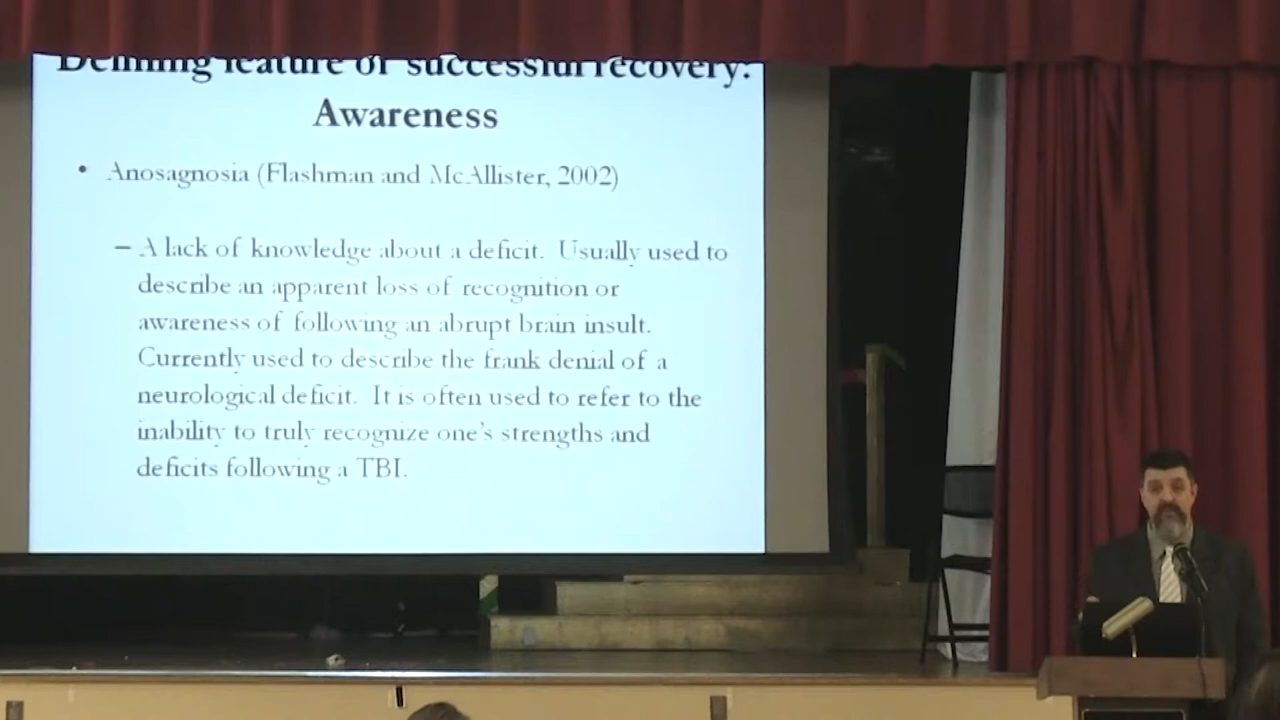 Defining feature of successful recovery:
Awareness
• Anosagnosia (Flashman and McAllister, 2002)
– A lack of knowledge about a deficit. Usually used to
describe an apparent loss of recognition or
awareness of following an abrupt brain insult.
Currently used to describe the frank denial of a
neurological deficit. It is often used to refer to the
inability to truly recognize one's strengths and
deficits following a TBI.